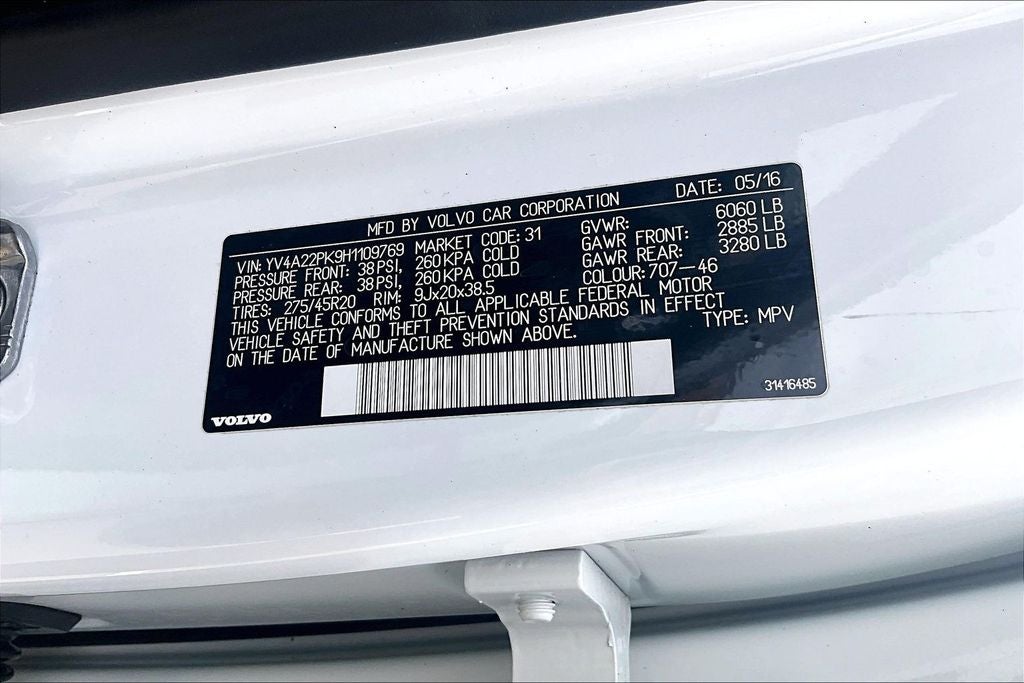 MFD BY VOLVO CAR CORPORATION DATE: 05/16
VIN: YV4A22PK9H1109769 MARKET CODE: 31 GVWR: 6060 LB
PRESSURE FRONT: 38 PSI, 260 KPA COLD GAWR FRONT: 2885 LB
PRESSURE REAR: 38 PSI, 260 KPA COLD GAWR REAR: 3280 LB
TIRES: 275/45R20 RIM: 9Jx20x38.5 COLOUR: 707-46
THIS VEHICLE CONFORMS TO ALL APPLICABLE FEDERAL MOTOR
VEHICLE SAFETY AND THEFT PREVENTION STANDARDS IN EFFECT
ON THE DATE OF MANUFACTURE SHOWN ABOVE. TYPE: MPV
31416485
VOLVO